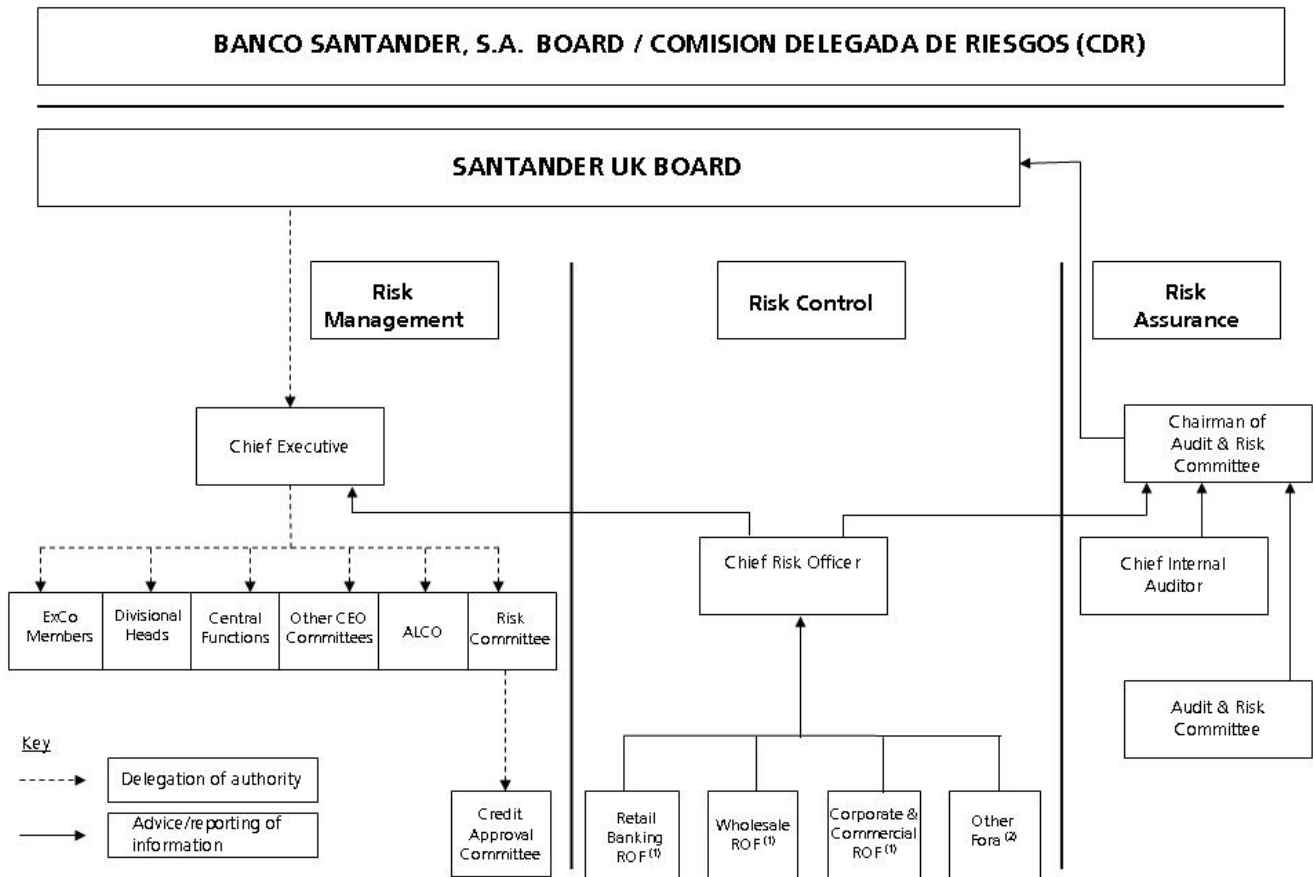 BANCO SANTANDER, S.A. BOARD / COMISION DELEGADA DE RIESGOS (CDR)
SANTANDER UK BOARD
Risk
Management
Risk Control
Risk
Assurance
Chief Executive
Chairman of
Audit & Risk
Committee
Chief Risk Officer
Chief Internal
Auditor
ExCo
Members
Divisional
Heads
Central
Functions
Other CEO
Committees
ALCO
Risk
Committee
Audit & Risk
Committee
Key
Delegation of authority
Advice/reporting of
information
Credit
Approval
Committee
Retail
Banking
ROF (1)
Wholesale
ROF (1)
Corporate &
Commercial
ROF (1)
Other
Fora (2)